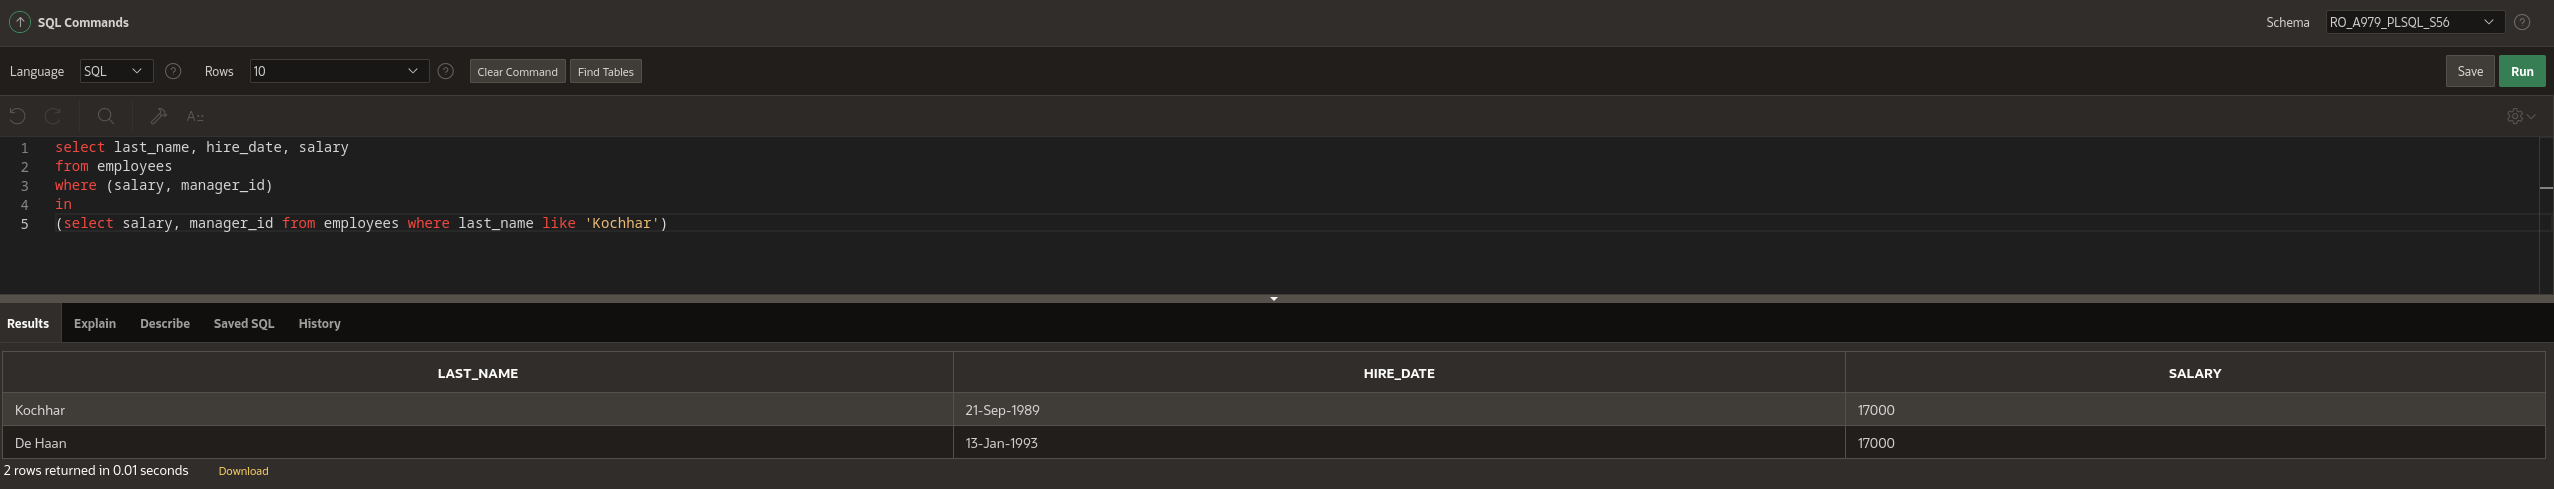 SQL Commands
Schema RO_A979_PLSQL_S56
Language SQL Rows 10 Clear Command Find Tables Save Run
A
1 select last_name, hire_date, salary
2 from employees
3 where (salary, manager_id)
4 in
5 (select salary, manager_id from employees where last_name like 'Kochhar')
Results Explain Describe Saved SQL History
LAST_NAME HIRE_DATE SALARY
Kochhar 21-Sep-1989 17000
De Haan 13-Jan-1993 17000
2 rows returned in 0.01 seconds Download